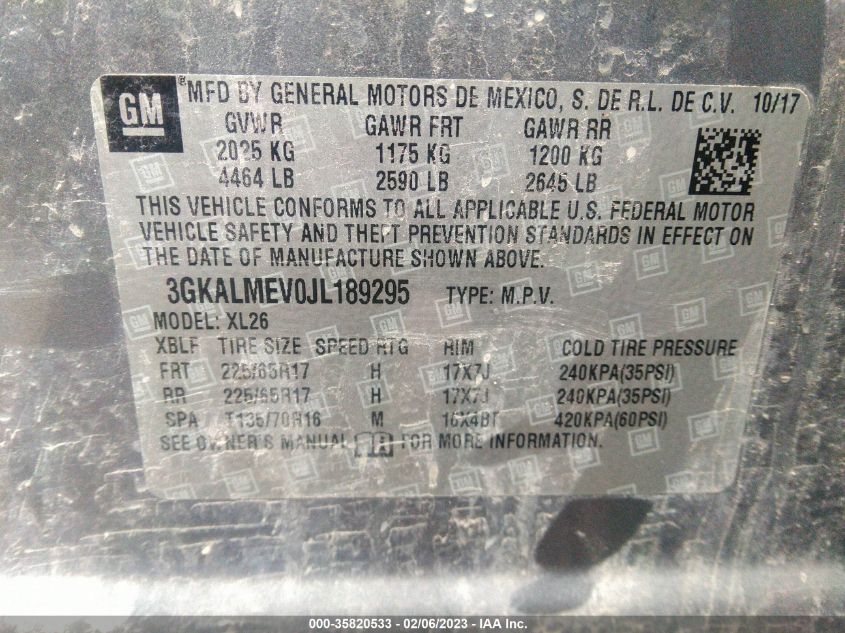 GM ® MFD BY GENERAL MOTORS DE MEXICO, S. DE R.L. DE C.V. 10/17
GVWR GAWR FRT GAWR RR
2025 KG 1175 KG 1200 KG
4464 LB 2590 LB 2645 LB
THIS VEHICLE CONFORMS TO ALL APPLICABLE U.S. FEDERAL MOTOR
VEHICLE SAFETY AND THEFT PREVENTION STANDARDS IN EFFECT ON
THE DATE OF MANUFACTURE SHOWN ABOVE.
3GKALMEV0JL189295 TYPE: M.P.V.
MODEL: XL26
XBLF TIRE SIZE SPEED RTG RIM COLD TIRE PRESSURE
FRT 225/65R17 H 17X7J 240KPA(35PSI)
RR 225/65R17 H 17X7J 240KPA(35PSI)
SPA T135/70R16 M 16X4BT 420KPA(60PSI)
SEE OWNER'S MANUAL FOR MORE INFORMATION.
000-35820533 - 02/06/2023 - IAA Inc.